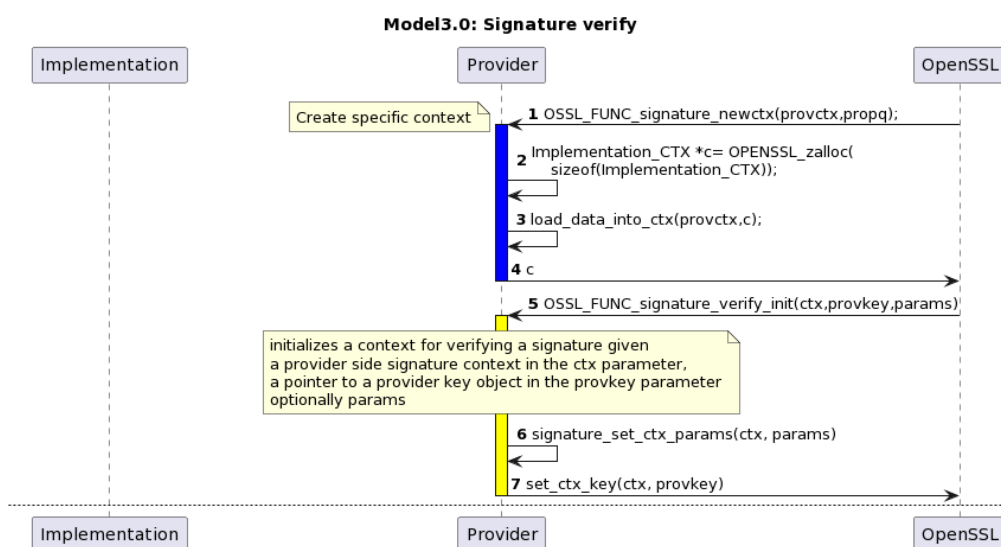 Model3.0: Signature verify
Implementation
Provider
OpenSSL
Create specific context
1 OSSL_FUNC_signature_newctx(provctx,propq);
2 Implementation_CTX *c= OPENSSL_zalloc(
sizeof(Implementation_CTX));
3 load_data_into_ctx(provctx,c);
4 c
5 OSSL_FUNC_signature_verify_init(ctx,provkey,params)
initializes a context for verifying a signature given
a provider side signature context in the ctx parameter,
a pointer to a provider key object in the provkey parameter
optionally params
6 signature_set_ctx_params(ctx, params)
7 set_ctx_key(ctx, provkey)
Implementation
Provider
OpenSSL